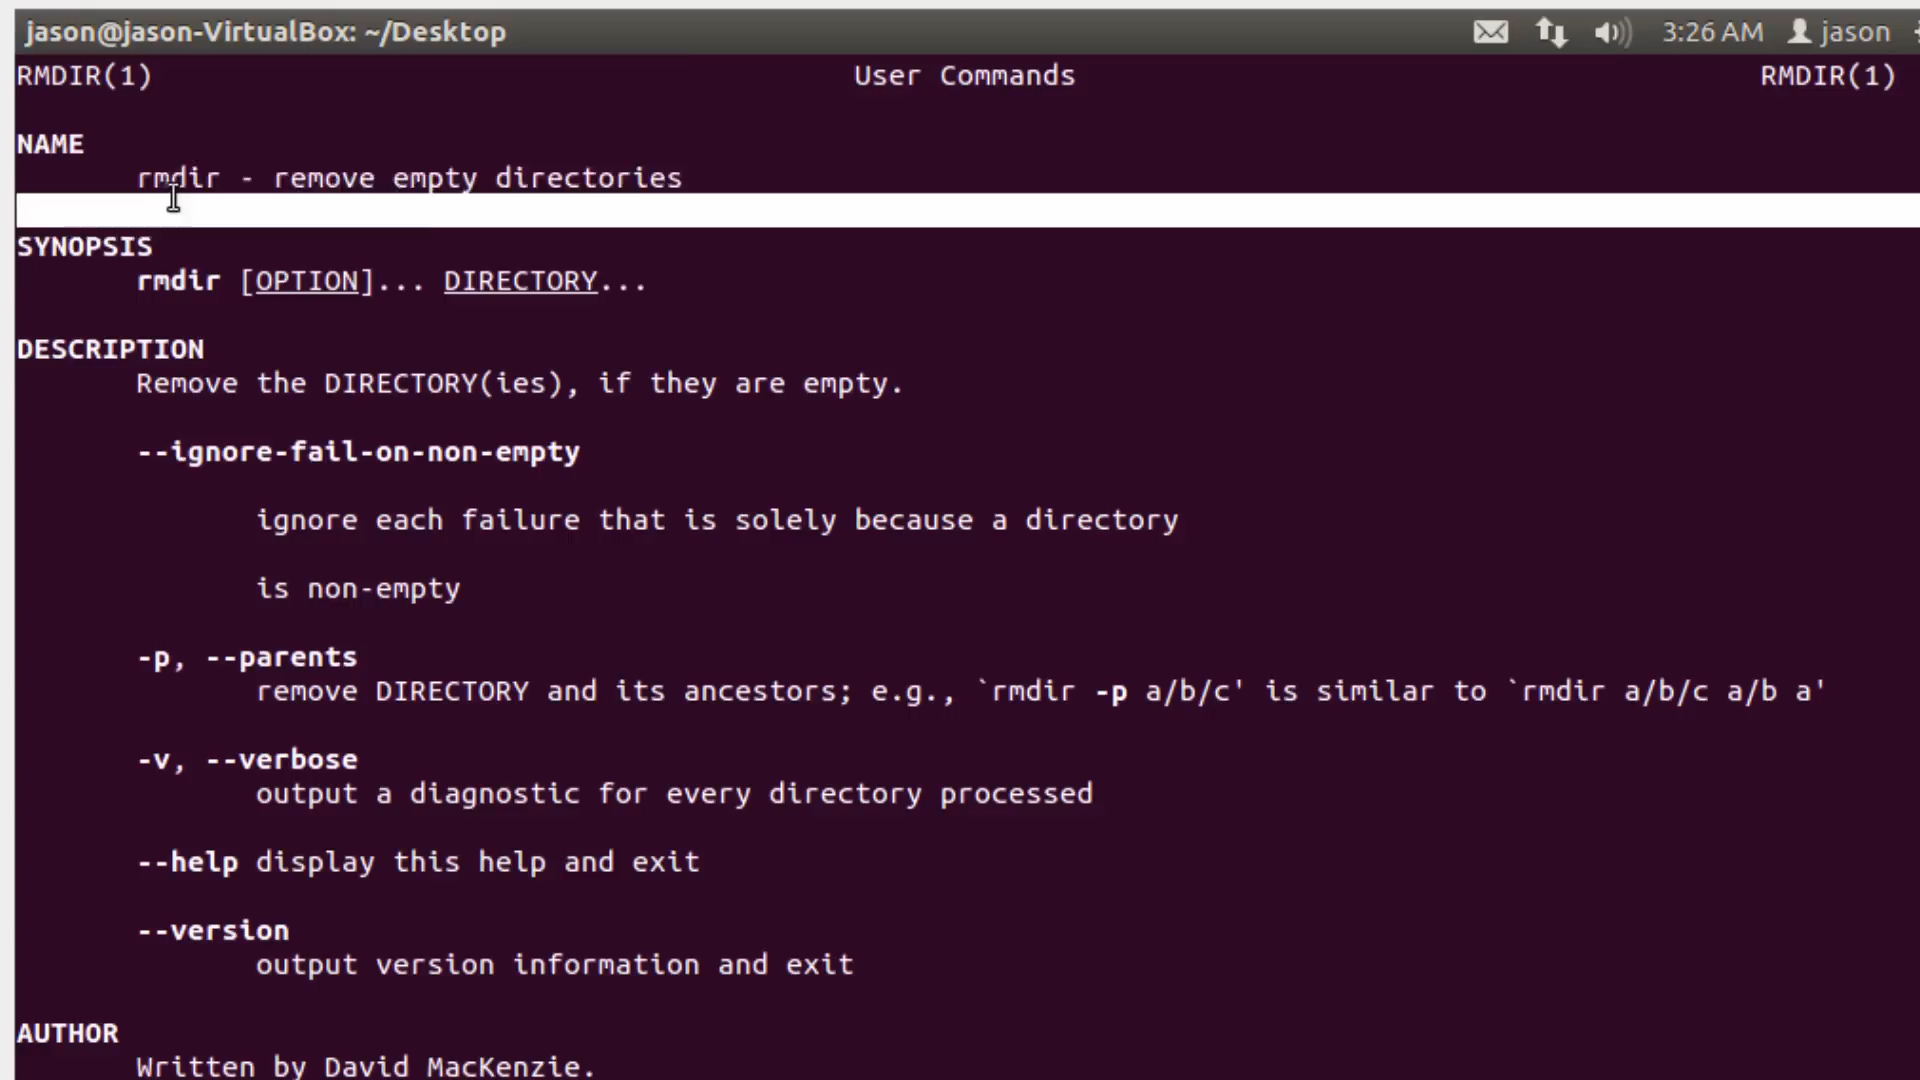 jason@jason-VirtualBox: ~/Desktop 3:26 AM jason
RMDIR(1) User Commands RMDIR(1)
NAME
rmdir - remove empty directories
SYNOPSIS
rmdir [OPTION]... DIRECTORY...
DESCRIPTION
Remove the DIRECTORY(ies), if they are empty.
--ignore-fail-on-non-empty
ignore each failure that is solely because a directory
is non-empty
-p, --parents
remove DIRECTORY and its ancestors; e.g., `rmdir -p a/b/c' is similar to `rmdir a/b/c a/b a'
-v, --verbose
output a diagnostic for every directory processed
--help display this help and exit
--version
output version information and exit
AUTHOR
Written by David MacKenzie.